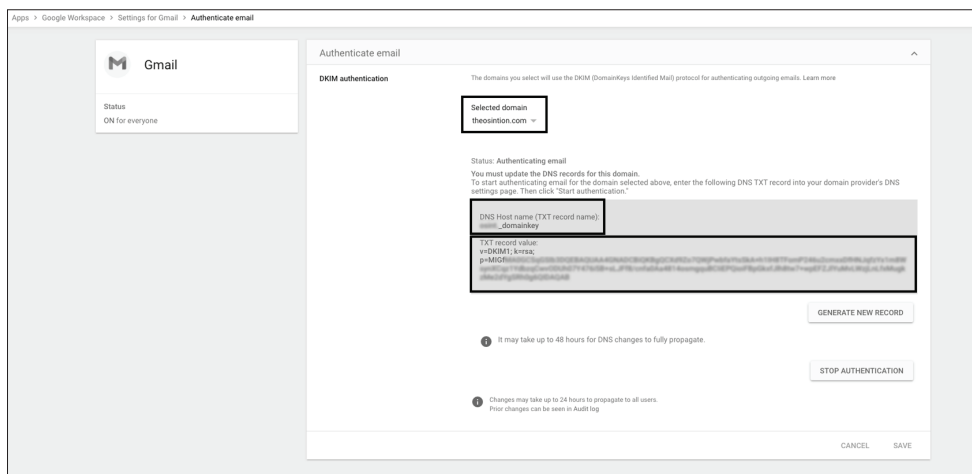 Apps > Google Workspace > Settings for Gmail > Authenticate email
Gmail
Status
ON for everyone
Authenticate email
DKIM authentication
The domains you select will use the DKIM (DomainKeys Identified Mail) protocol for authenticating outgoing emails. Learn more
Selected domain
theosintion.com
Status: Authenticating email
You must update the DNS records for this domain.
To start authenticating email for the domain selected above, enter the following DNS TXT record into your domain provider's DNS
settings page. Then click "Start authentication."
DNS Host name (TXT record name):
_domainkey
TXT record value:
v=DKIM1; k=rsa;
p=MIGf
GENERATE NEW RECORD
It may take up to 48 hours for DNS changes to fully propagate.
STOP AUTHENTICATION
Changes may take up to 24 hours to propagate to all users.
Prior changes can be seen in Audit log
CANCEL SAVE